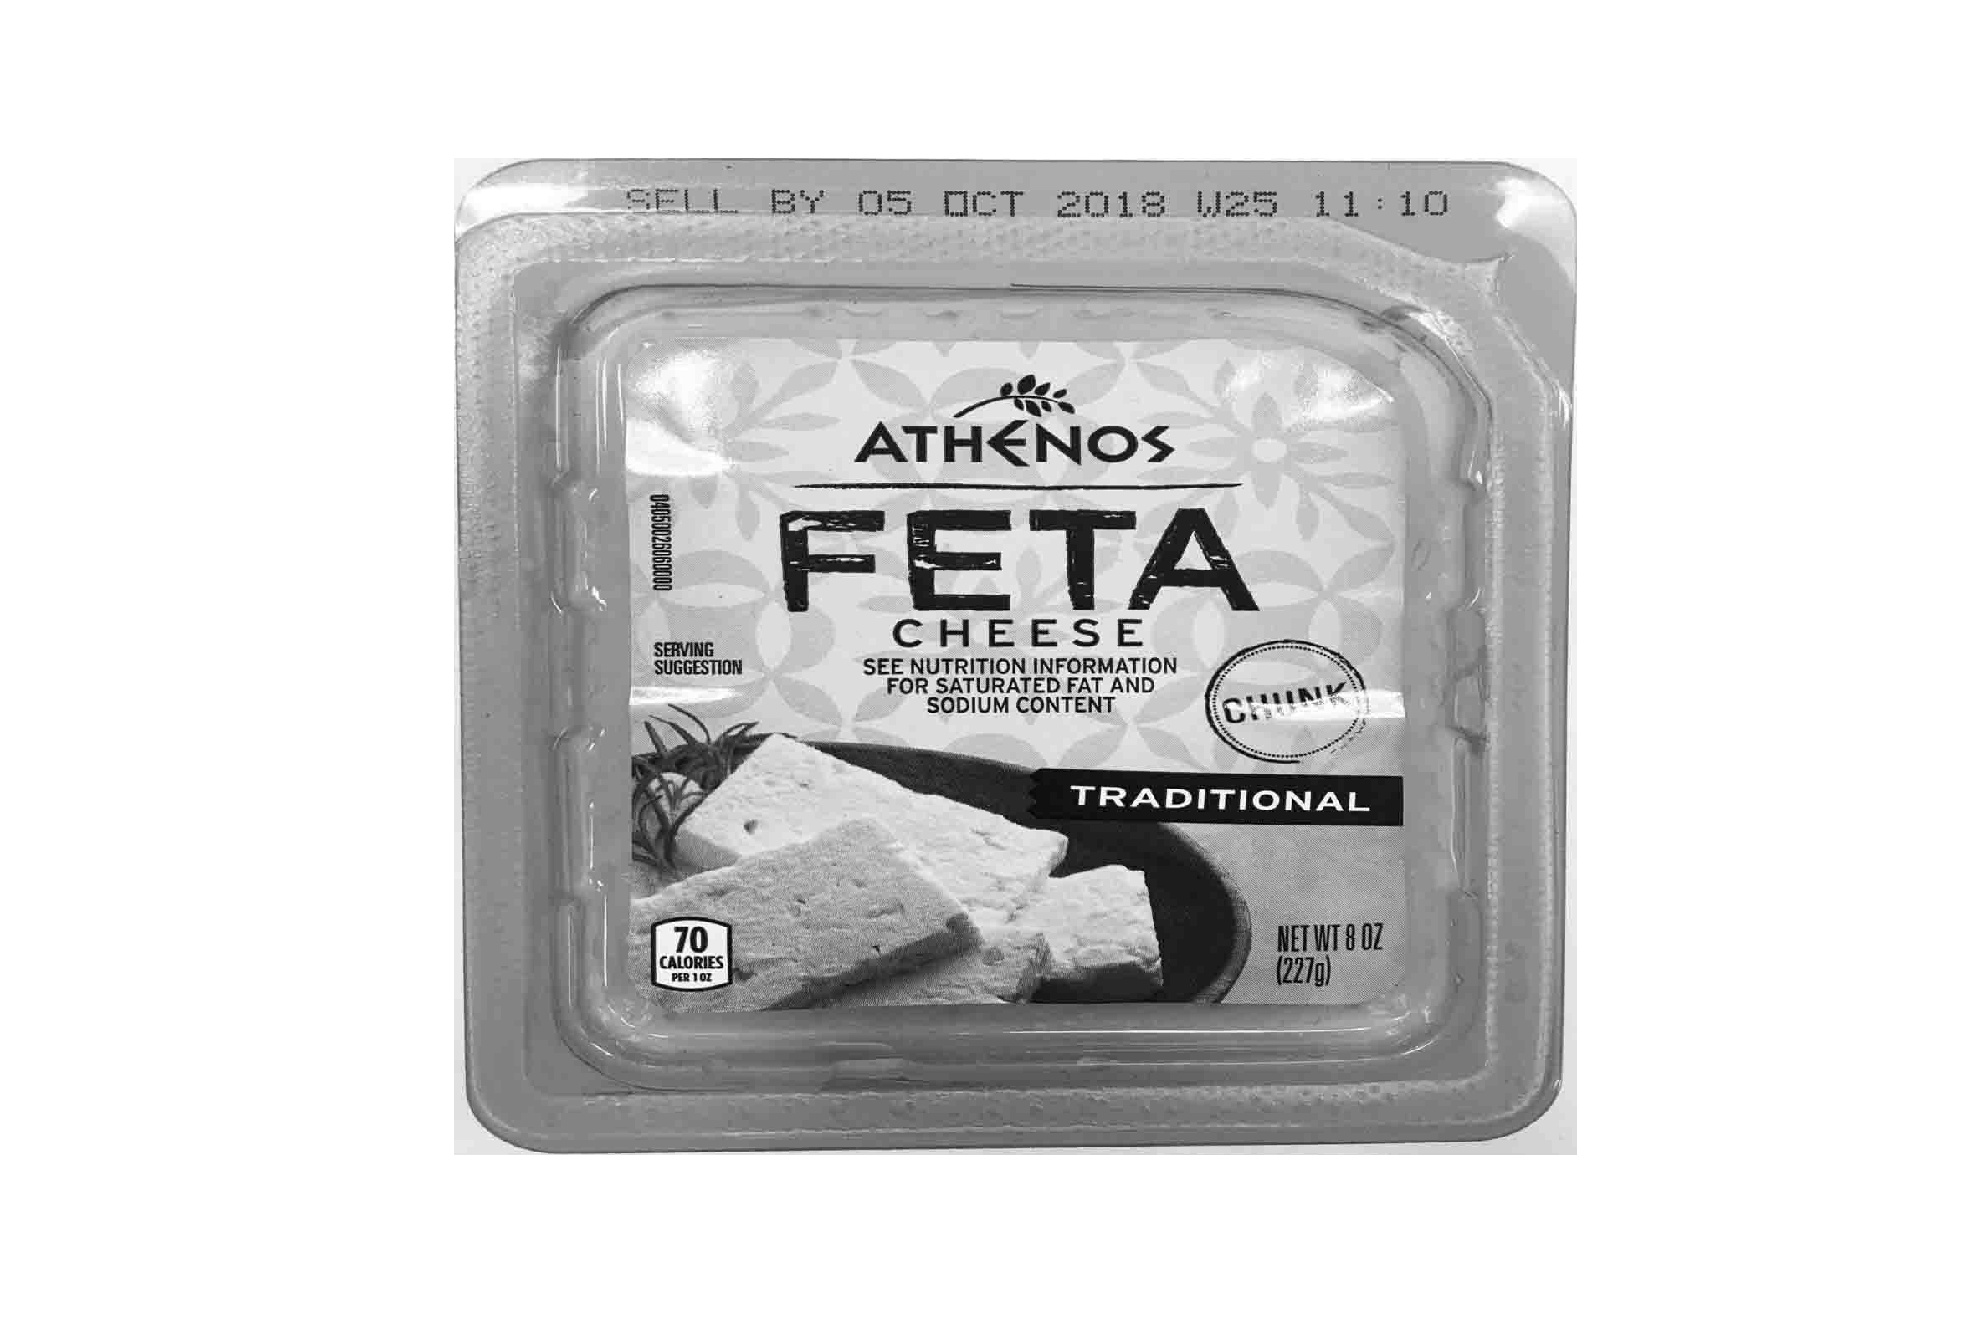 SELL BY 05 OCT 2018 W25 11:10
ATHENOS
FETA
CHEESE
SEE NUTRITION INFORMATION
FOR SATURATED FAT AND
SODIUM CONTENT
SERVING
SUGGESTION
CHUNK
TRADITIONAL
70
CALORIES
PER 1 OZ
NET WT 8 OZ
(227g)